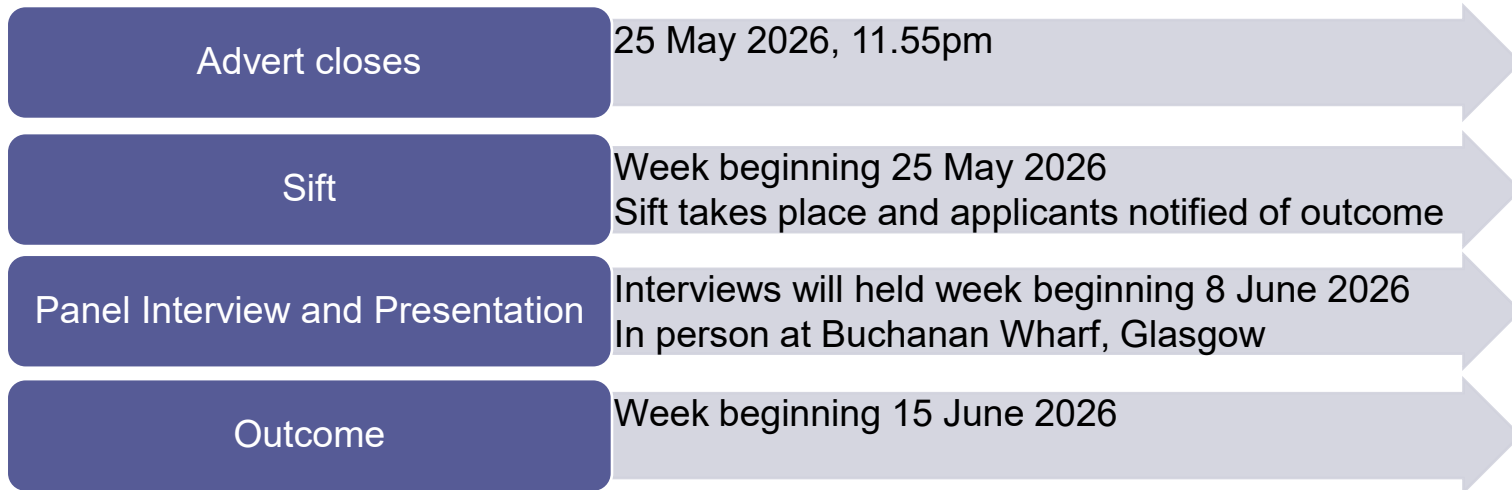 Advert closes
25 May 2026, 11.55pm
Sift
Week beginning 25 May 2026
Sift takes place and applicants notified of outcome
Panel Interview and Presentation
Interviews will held week beginning 8 June 2026
In person at Buchanan Wharf, Glasgow
Outcome
Week beginning 15 June 2026